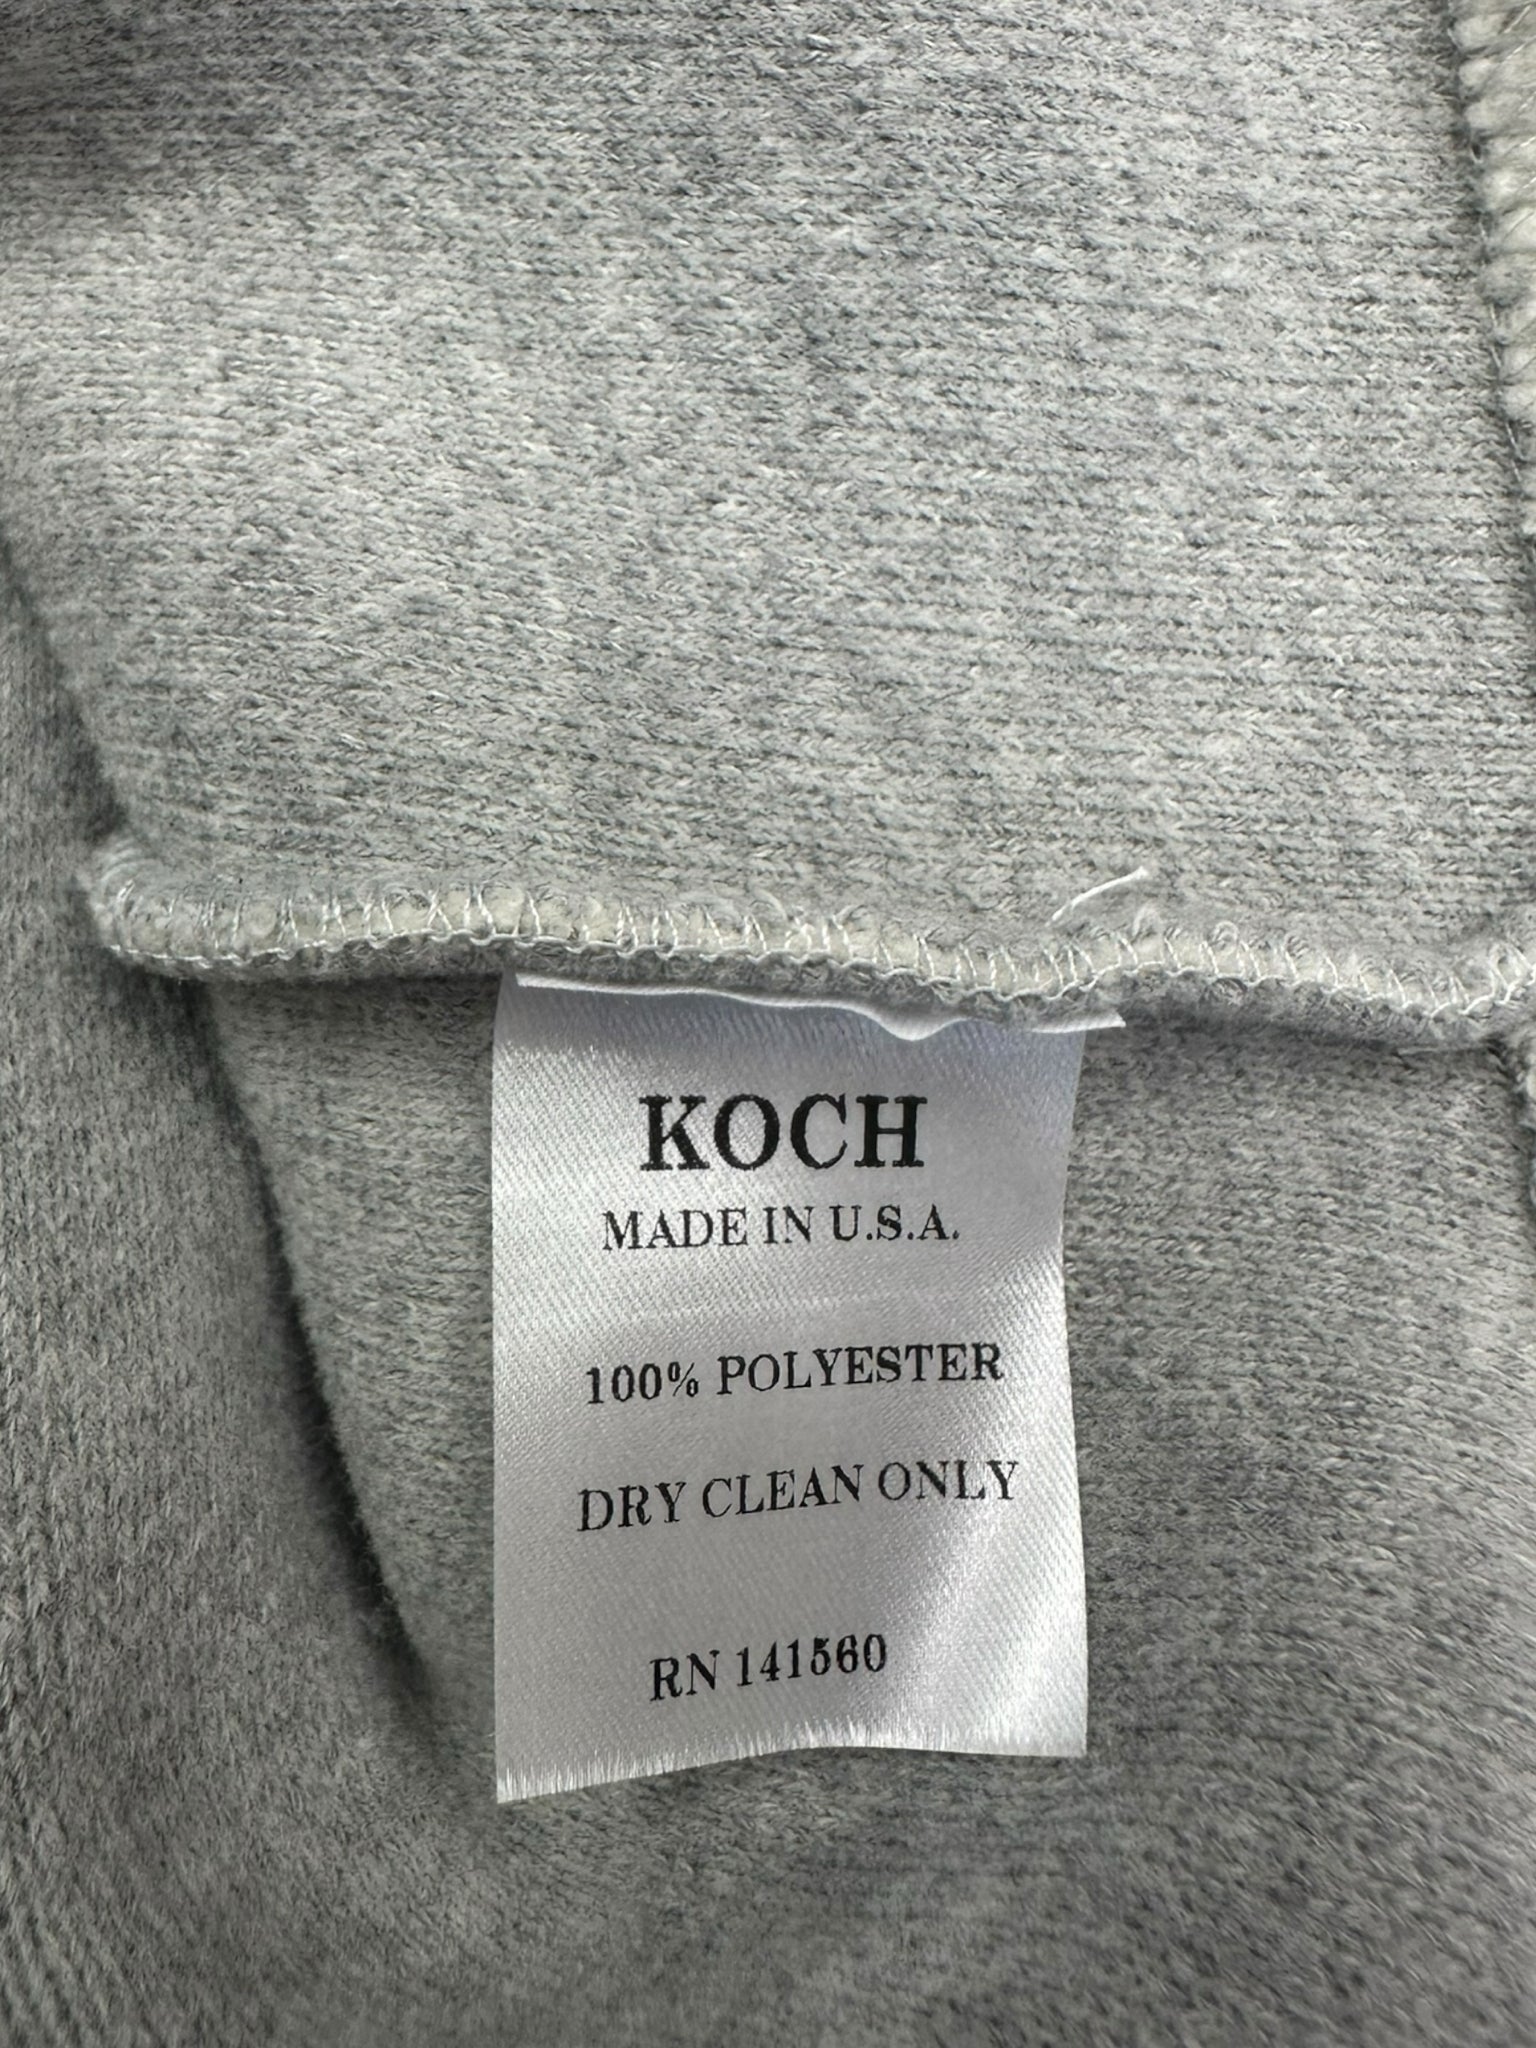 KOCH
MADE IN U.S.A.
100% POLYESTER
DRY CLEAN ONLY
RN 141560